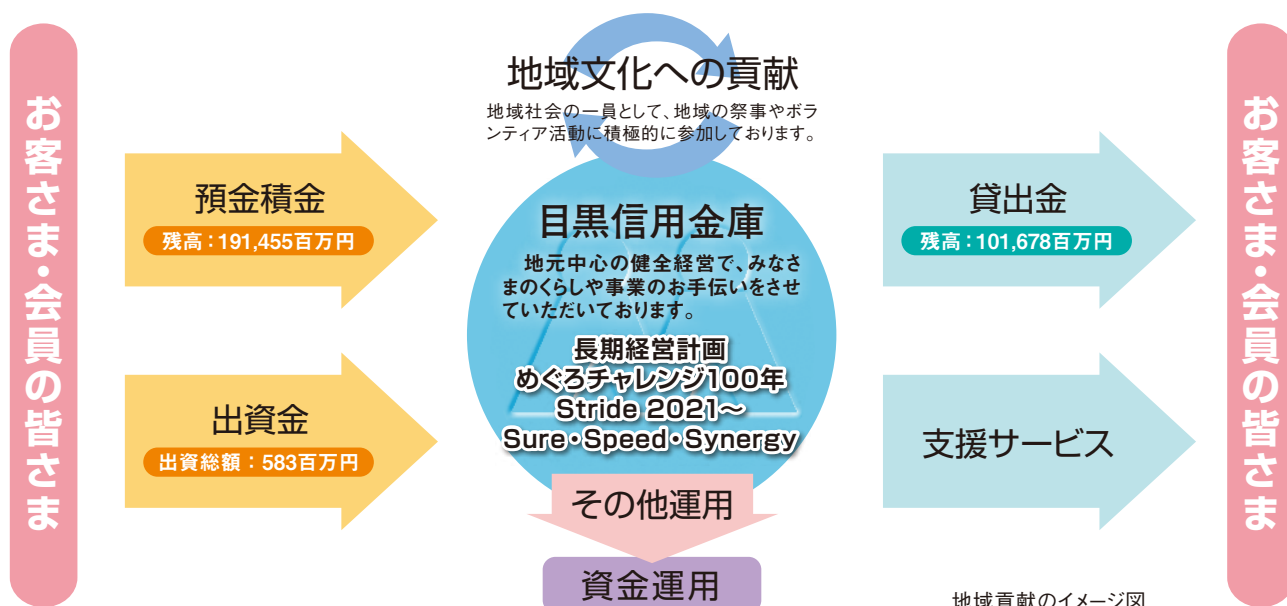 お客さま・会員の皆さま
地域文化への貢献
地域社会の一員として、地域の祭事やボラ
ンティア活動に積極的に参加しております。
預金積金
残高：191,455百万円
出資金
出資総額：583百万円
目黒信用金庫
地元中心の健全経営で、みなさ
まのくらしや事業のお手伝いをさせ
ていただいております。
長期経営計画
めぐろチャレンジ100年
Stride 2021～
Sure・Speed・Synergy
その他運用
資金運用
貸出金
残高：101,678百万円
支援サービス
お客さま・会員の皆さま
地域貢献のイメージ図